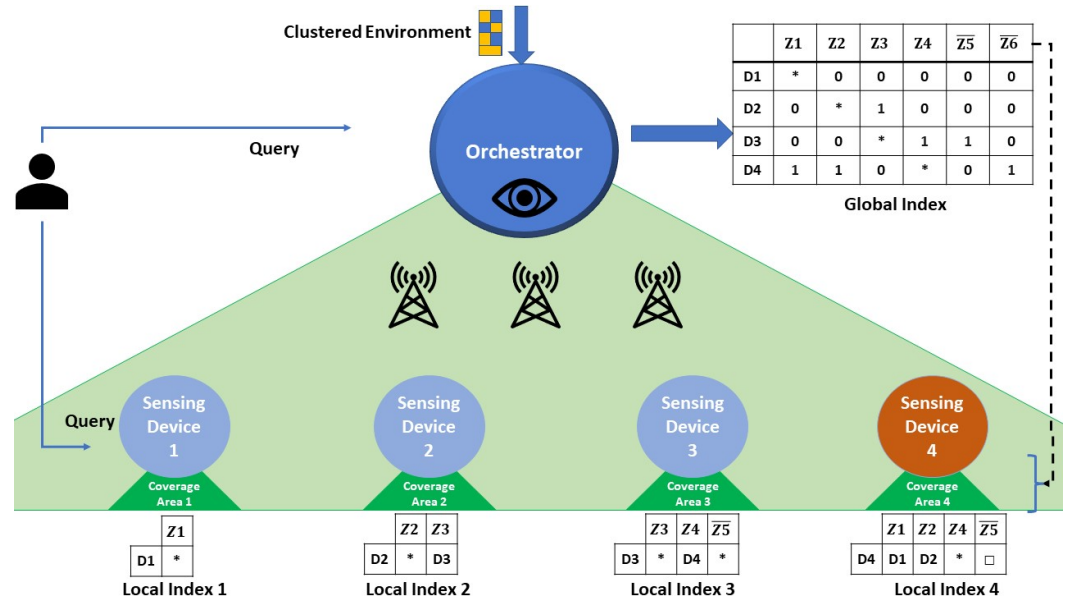 Clustered Environment
Z1 Z2 Z3 Z4 Z̅5̅ Z̅6̅
D1 * 0 0 0 0 0
D2 0 * 1 0 0 0
D3 0 0 * 1 1 0
D4 1 1 0 * 0 1
Global Index
Query
Orchestrator
Query
Sensing
Device
1
Sensing
Device
2
Sensing
Device
3
Sensing
Device
4
Coverage
Area 1
Coverage
Area 2
Coverage
Area 3
Coverage
Area 4
Z1
D1 *
Local Index 1
Z2 Z3
D2 * D3
Local Index 2
Z3 Z4 Z̅5̅
D3 * D4 *
Local Index 3
Z1 Z2 Z4 Z̅5̅
D4 D1 D2 * □
Local Index 4